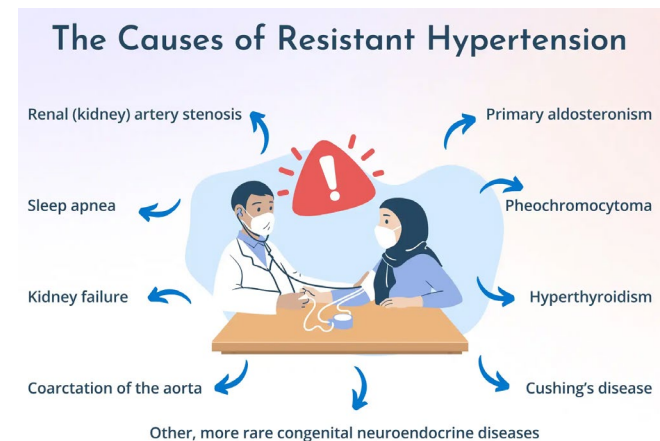 The Causes of Resistant Hypertension
Renal (kidney) artery stenosis
Primary aldosteronism
Sleep apnea
Pheochromocytoma
Kidney failure
Hyperthyroidism
Coarctation of the aorta
Cushing's disease
Other, more rare congenital neuroendocrine diseases